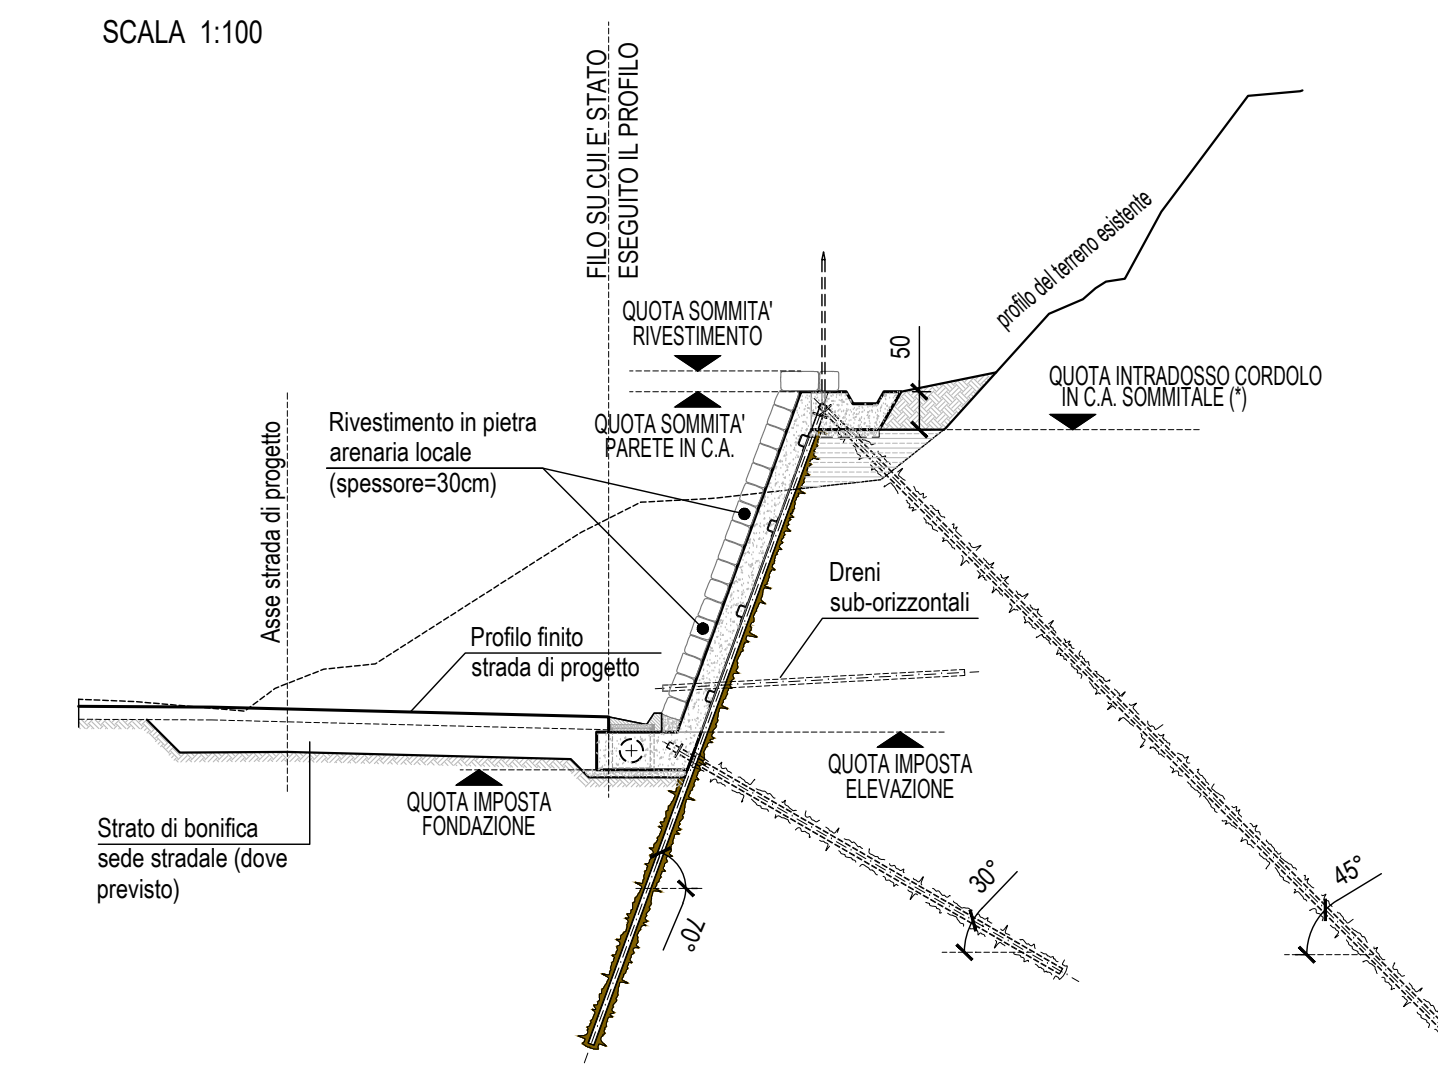 SCALA 1:100
FILO SU CUI E' STATO
ESEGUITO IL PROFILO
profilo del terreno esistente
QUOTA SOMMITA'
RIVESTIMENTO
50
QUOTA INTRADOSSO CORDOLO
IN C.A. SOMMITALE (*)
QUOTA SOMMITA'
PARETE IN C.A.
Rivestimento in pietra
arenaria locale
(spessore=30cm)
Asse strada di progetto
Dreni
sub-orizzontali
Profilo finito
strada di progetto
QUOTA IMPOSTA
ELEVAZIONE
QUOTA IMPOSTA
FONDAZIONE
Strato di bonifica
sede stradale (dove
previsto)
70°
30°
45°